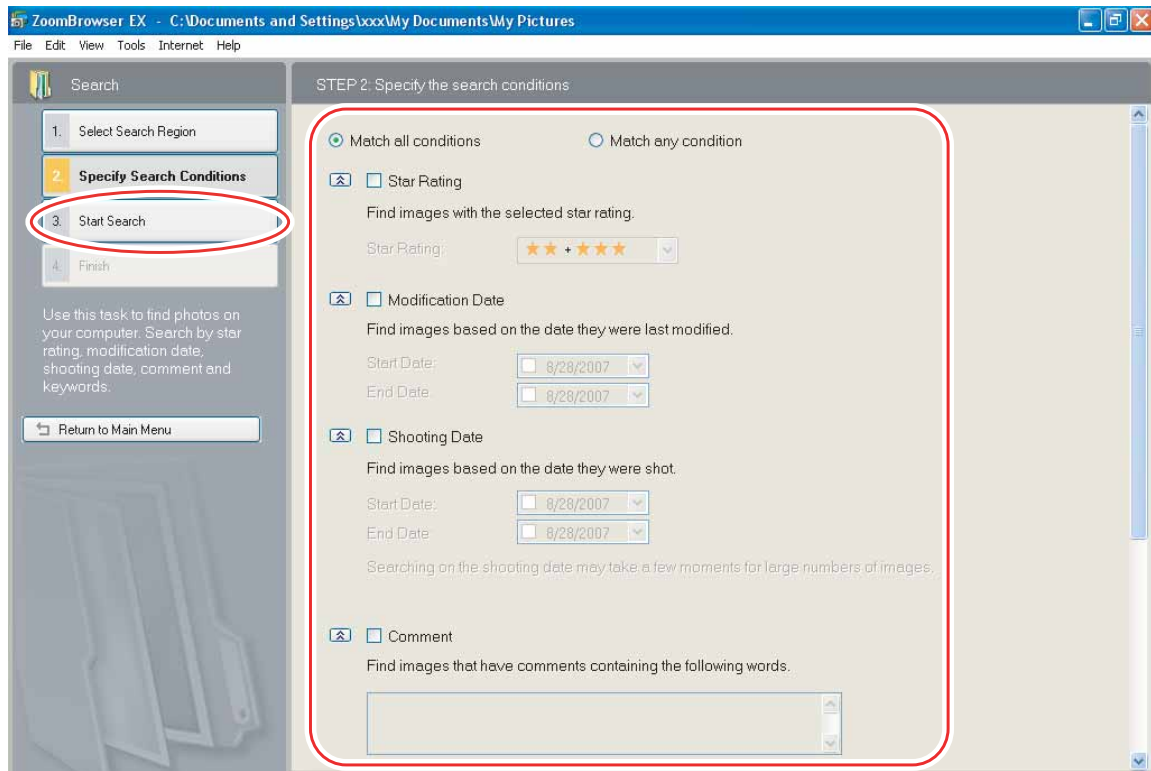 ZoomBrowser EX - C:\Documents and Settings\xxx\My Documents\My Pictures
File Edit View Tools Internet Help
Search
1. Select Search Region
2. Specify Search Conditions
3. Start Search
4. Finish
Use this task to find photos on
your computer. Search by star
rating, modification date,
shooting date, comment and
keywords.
Return to Main Menu
STEP 2: Specify the search conditions
Match all conditions Match any condition
Star Rating
Find images with the selected star rating.
Star Rating: ★★+★★★
Modification Date
Find images based on the date they were last modified.
Start Date: 8/28/2007
End Date: 8/28/2007
Shooting Date
Find images based on the date they were shot.
Start Date: 8/28/2007
End Date 8/28/2007
Searching on the shooting date may take a few moments for large numbers of images.
Comment
Find images that have comments containing the following words.